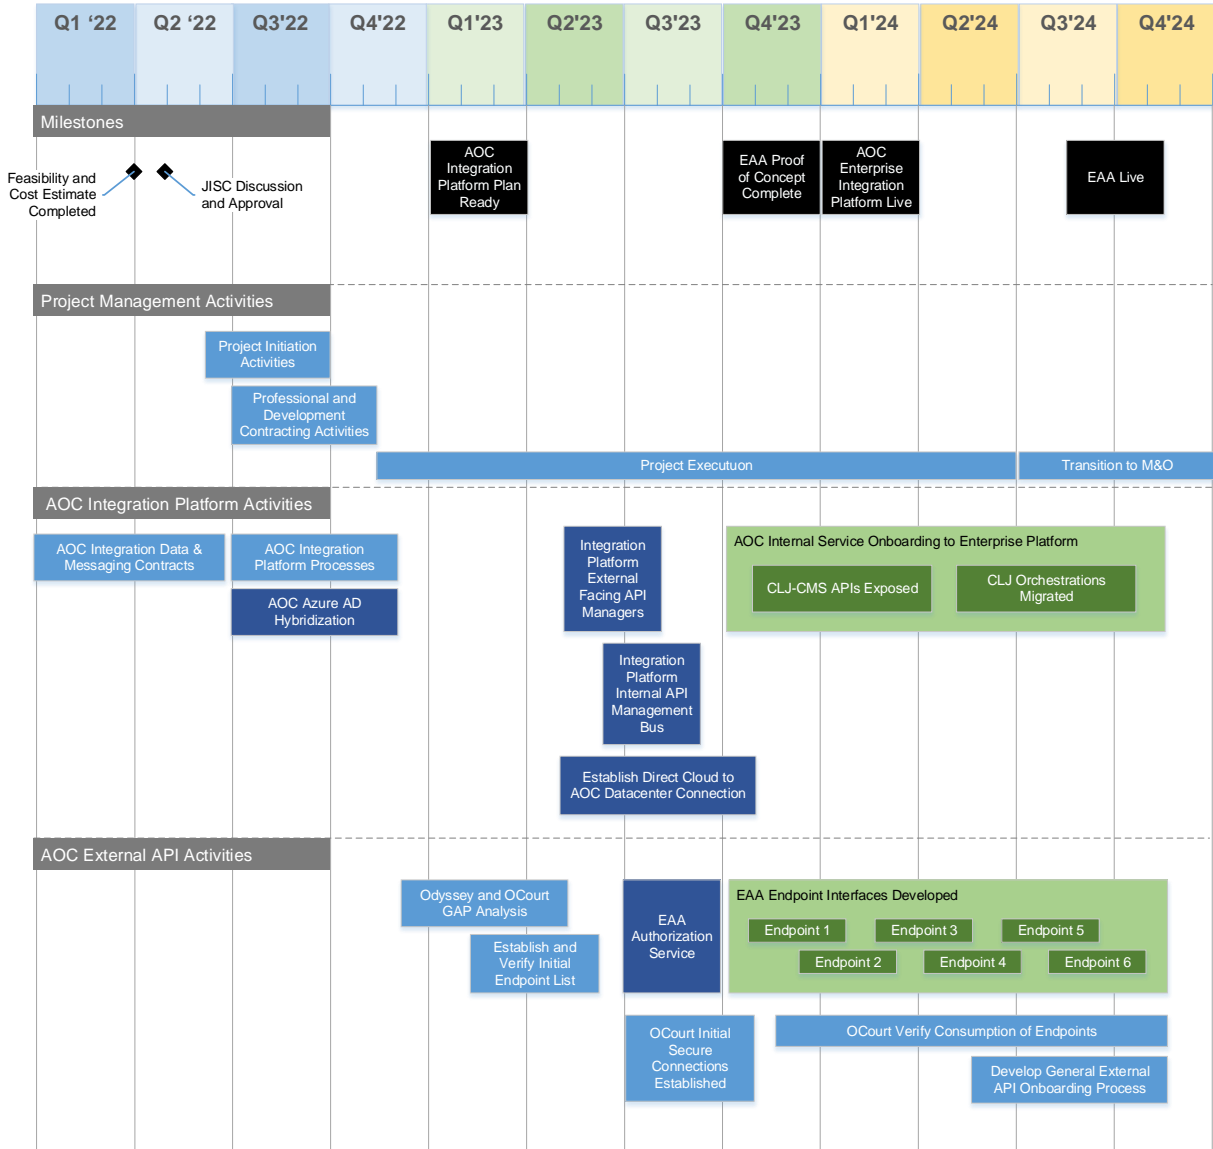 Q1 ‘22
Q2 ‘22
Q3'22
Q4'22
Q1'23
Q2'23
Q3'23
Q4'23
Q1'24
Q2'24
Q3'24
Q4'24
Milestones
Feasibility and
Cost Estimate
Completed
JISC Discussion
and Approval
AOC
Integration
Platform Plan
Ready
EAA Proof
of Concept
Complete
AOC
Enterprise
Integration
Platform Live
EAA Live
Project Management Activities
Project Initiation
Activities
Professional and
Development
Contracting Activities
Project Executuon
Transition to M&O
AOC Integration Platform Activities
AOC Integration Data &
Messaging Contracts
AOC Integration
Platform Processes
AOC Azure AD
Hybridization
Integration
Platform
External
Facing API
Managers
Integration
Platform
Internal API
Management
Bus
Establish Direct Cloud to
AOC Datacenter Connection
AOC Internal Service Onboarding to Enterprise Platform
CLJ-CMS APIs Exposed
CLJ Orchestrations
Migrated
AOC External API Activities
Odyssey and OCourt
GAP Analysis
Establish and
Verify Initial
Endpoint List
EAA
Authorization
Service
EAA Endpoint Interfaces Developed
Endpoint 1
Endpoint 3
Endpoint 5
Endpoint 2
Endpoint 4
Endpoint 6
OCourt Initial
Secure
Connections
Established
OCourt Verify Consumption of Endpoints
Develop General External
API Onboarding Process